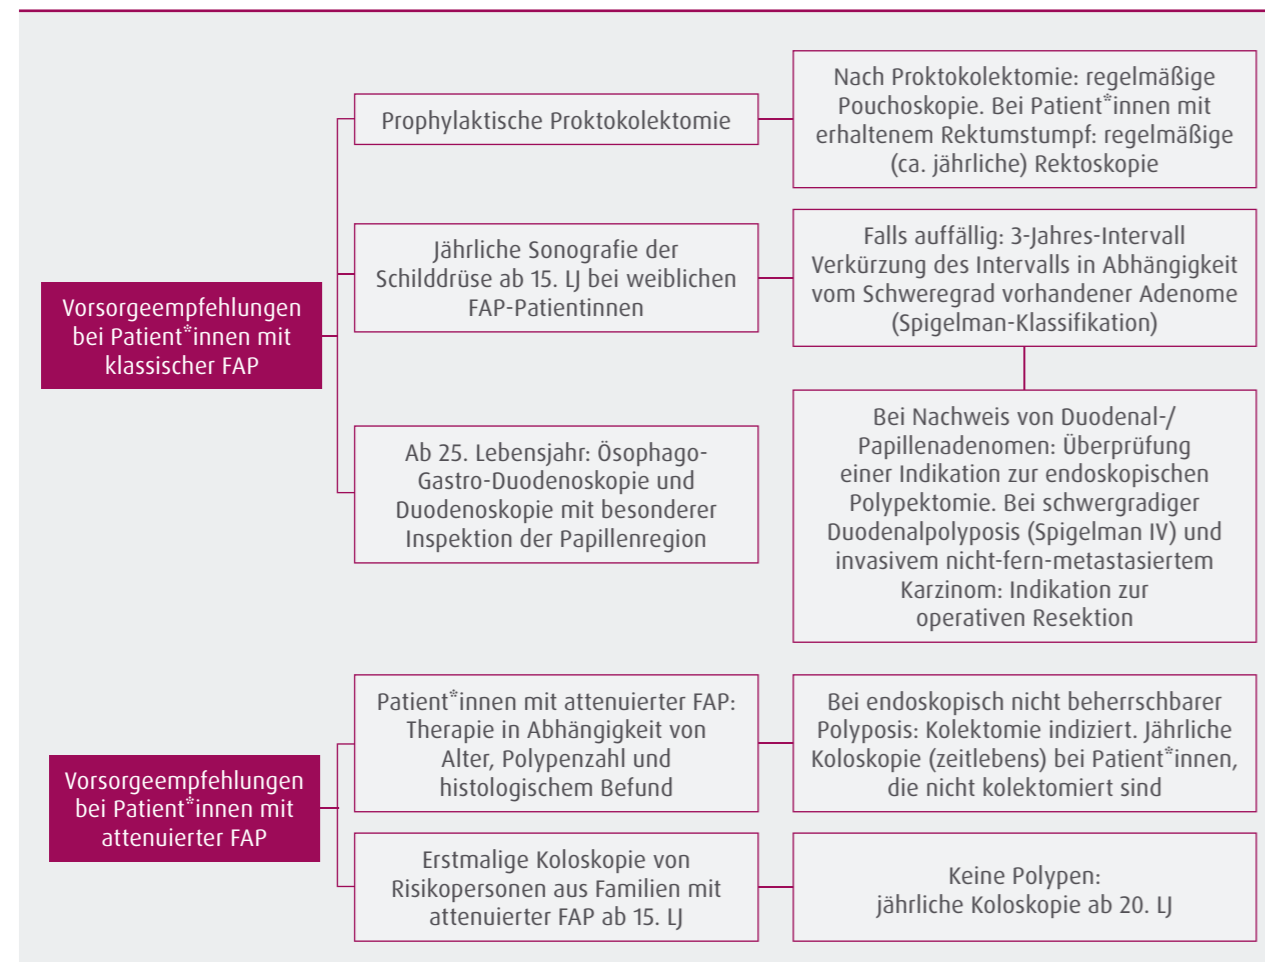 Vorsorgeempfehlungen
bei Patient*innen mit
klassischer FAP
Prophylaktische Proktokolektomie
Nach Proktokolektomie: regelmäßige
Pouchoskopie. Bei Patient*innen mit
erhaltenem Rektumstumpf: regelmäßige
(ca. jährliche) Rektoskopie
Jährliche Sonografie der
Schilddrüse ab 15. LJ bei weiblichen
FAP-Patientinnen
Falls auffällig: 3-Jahres-Intervall
Verkürzung des Intervalls in Abhängigkeit
vom Schweregrad vorhandener Adenome
(Spigelman-Klassifikation)
Ab 25. Lebensjahr: Ösophago-
Gastro-Duodenoskopie und
Duodenoskopie mit besonderer
Inspektion der Papillenregion
Bei Nachweis von Duodenal-/
Papillenadenomen: Überprüfung
einer Indikation zur endoskopischen
Polypektomie. Bei schwergradiger
Duodenalpolyposis (Spigelman IV) und
invasivem nicht-fern-metastasiertem
Karzinom: Indikation zur
operativen Resektion
Vorsorgeempfehlungen
bei Patient*innen mit
attenuierter FAP
Patient*innen mit attenuierter FAP:
Therapie in Abhängigkeit von
Alter, Polypenzahl und
histologischem Befund
Bei endoskopisch nicht beherrschbarer
Polyposis: Kolektomie indiziert. Jährliche
Koloskopie (zeitlebens) bei Patient*innen,
die nicht kolektomiert sind
Erstmalige Koloskopie von
Risikopersonen aus Familien mit
attenuierter FAP ab 15. LJ
Keine Polypen:
jährliche Koloskopie ab 20. LJ